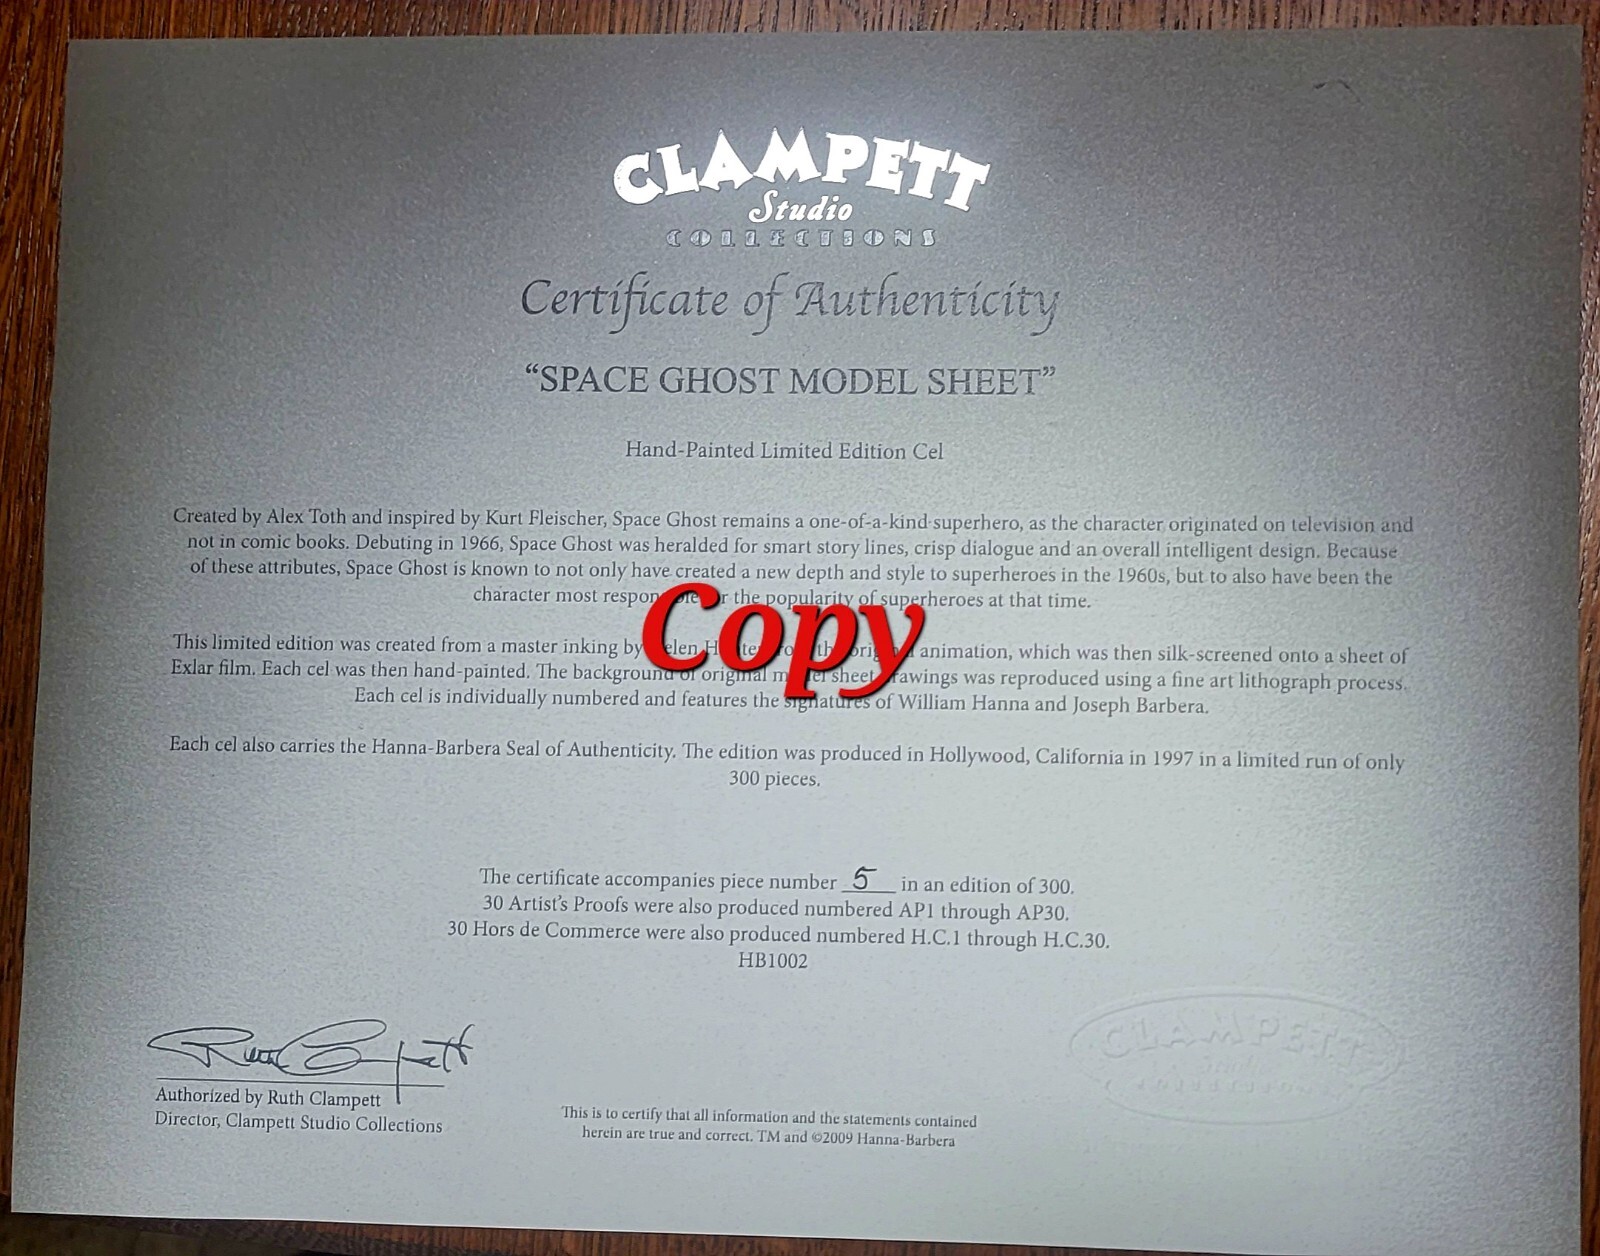 CLAMPETT
Studio
COLLECTIONS
Certificate of Authenticity
“SPACE GHOST MODEL SHEET”
Hand-Painted Limited Edition Cel
Created by Alex Toth and inspired by Kurt Fleischer, Space Ghost remains a one-of-a-kind superhero, as the character originated on television and
not in comic books. Debuting in 1966, Space Ghost was heralded for smart story lines, crisp dialogue and an overall intelligent design. Because
of these attributes, Space Ghost is known to not only have created a new depth and style to superheroes in the 1960s, but to also have been the
character most the popularity of superheroes at that time.
Copy
This limited edition was created from a master inking by animation, which was then silk-screened onto a sheet of
Exlar film. Each cel was then hand-painted. The background of original sheet drawings was reproduced using a fine art lithograph process.
Each cel is individually numbered and features the signatures of William Hanna and Joseph Barbera.
Each cel also carries the Hanna-Barbera Seal of Authenticity. The edition was produced in Hollywood, California in 1997 in a limited run of only
300 pieces.
The certificate accompanies piece number 5 in an edition of 300.
30 Artist's Proofs were also produced numbered AP1 through AP30.
30 Hors de Commerce were also produced numbered H.C.1 through H.C.30.
HB1002
Ruth Clampett
Authorized by Ruth Clampett
Director, Clampett Studio Collections
This is to certify that all information and the statements contained
herein are true and correct. TM and ©2009 Hanna-Barbera
CLAMPETT